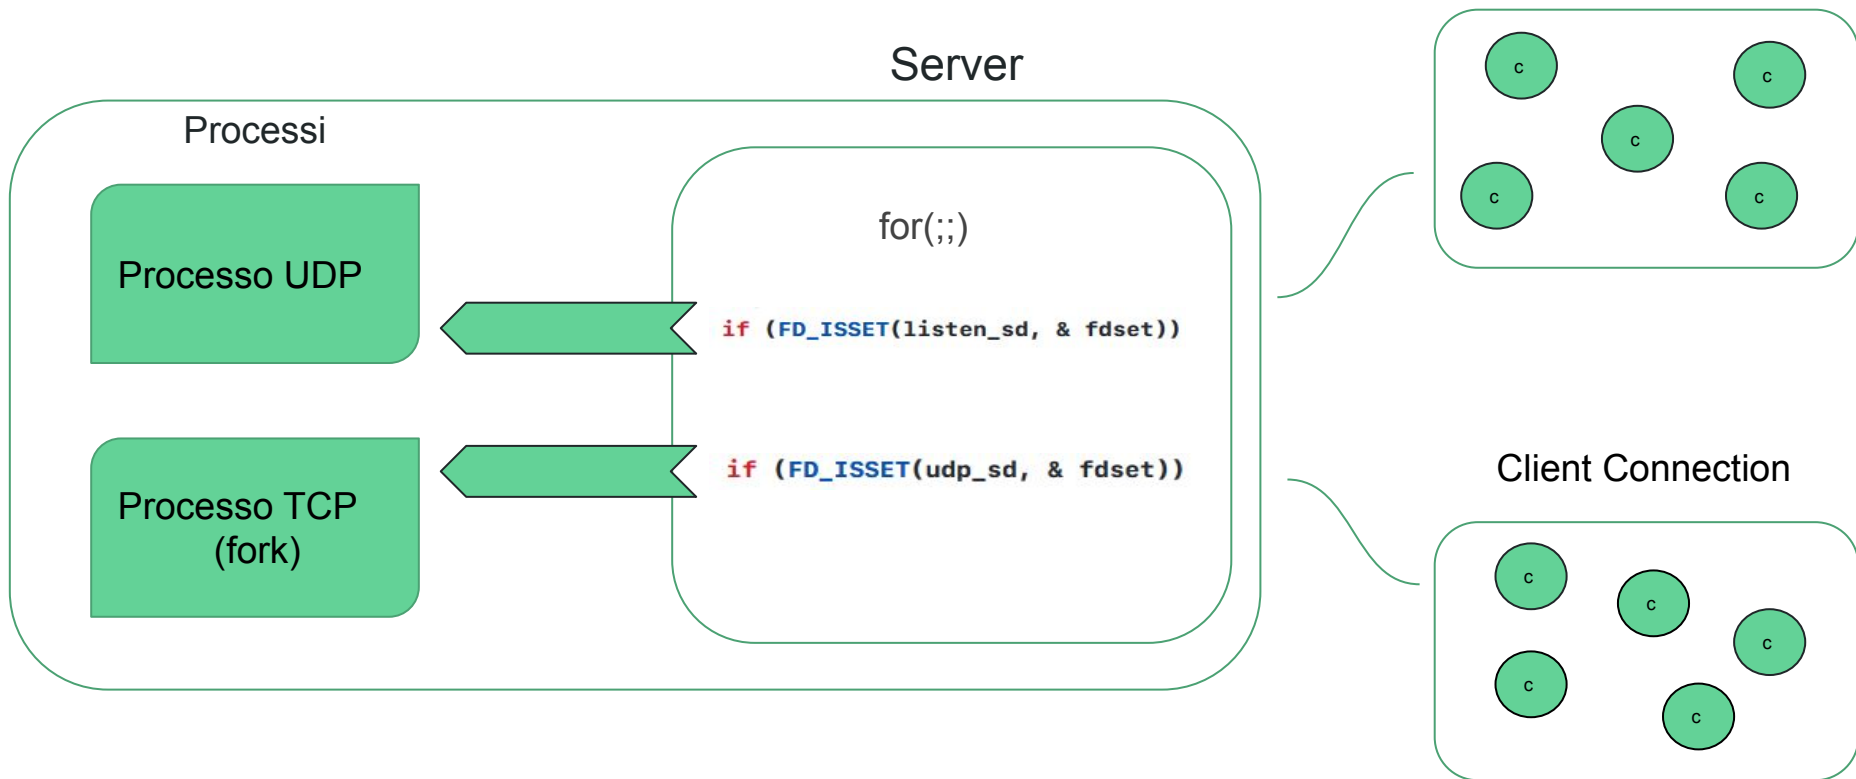 Server
Processi
Processo UDP
for(;;)
if (FD_ISSET(listen_sd, & fdset))
Processo TCP
(fork)
if (FD_ISSET(udp_sd, & fdset))
c
c
c
c
c
Client Connection
c
c
c
c
c